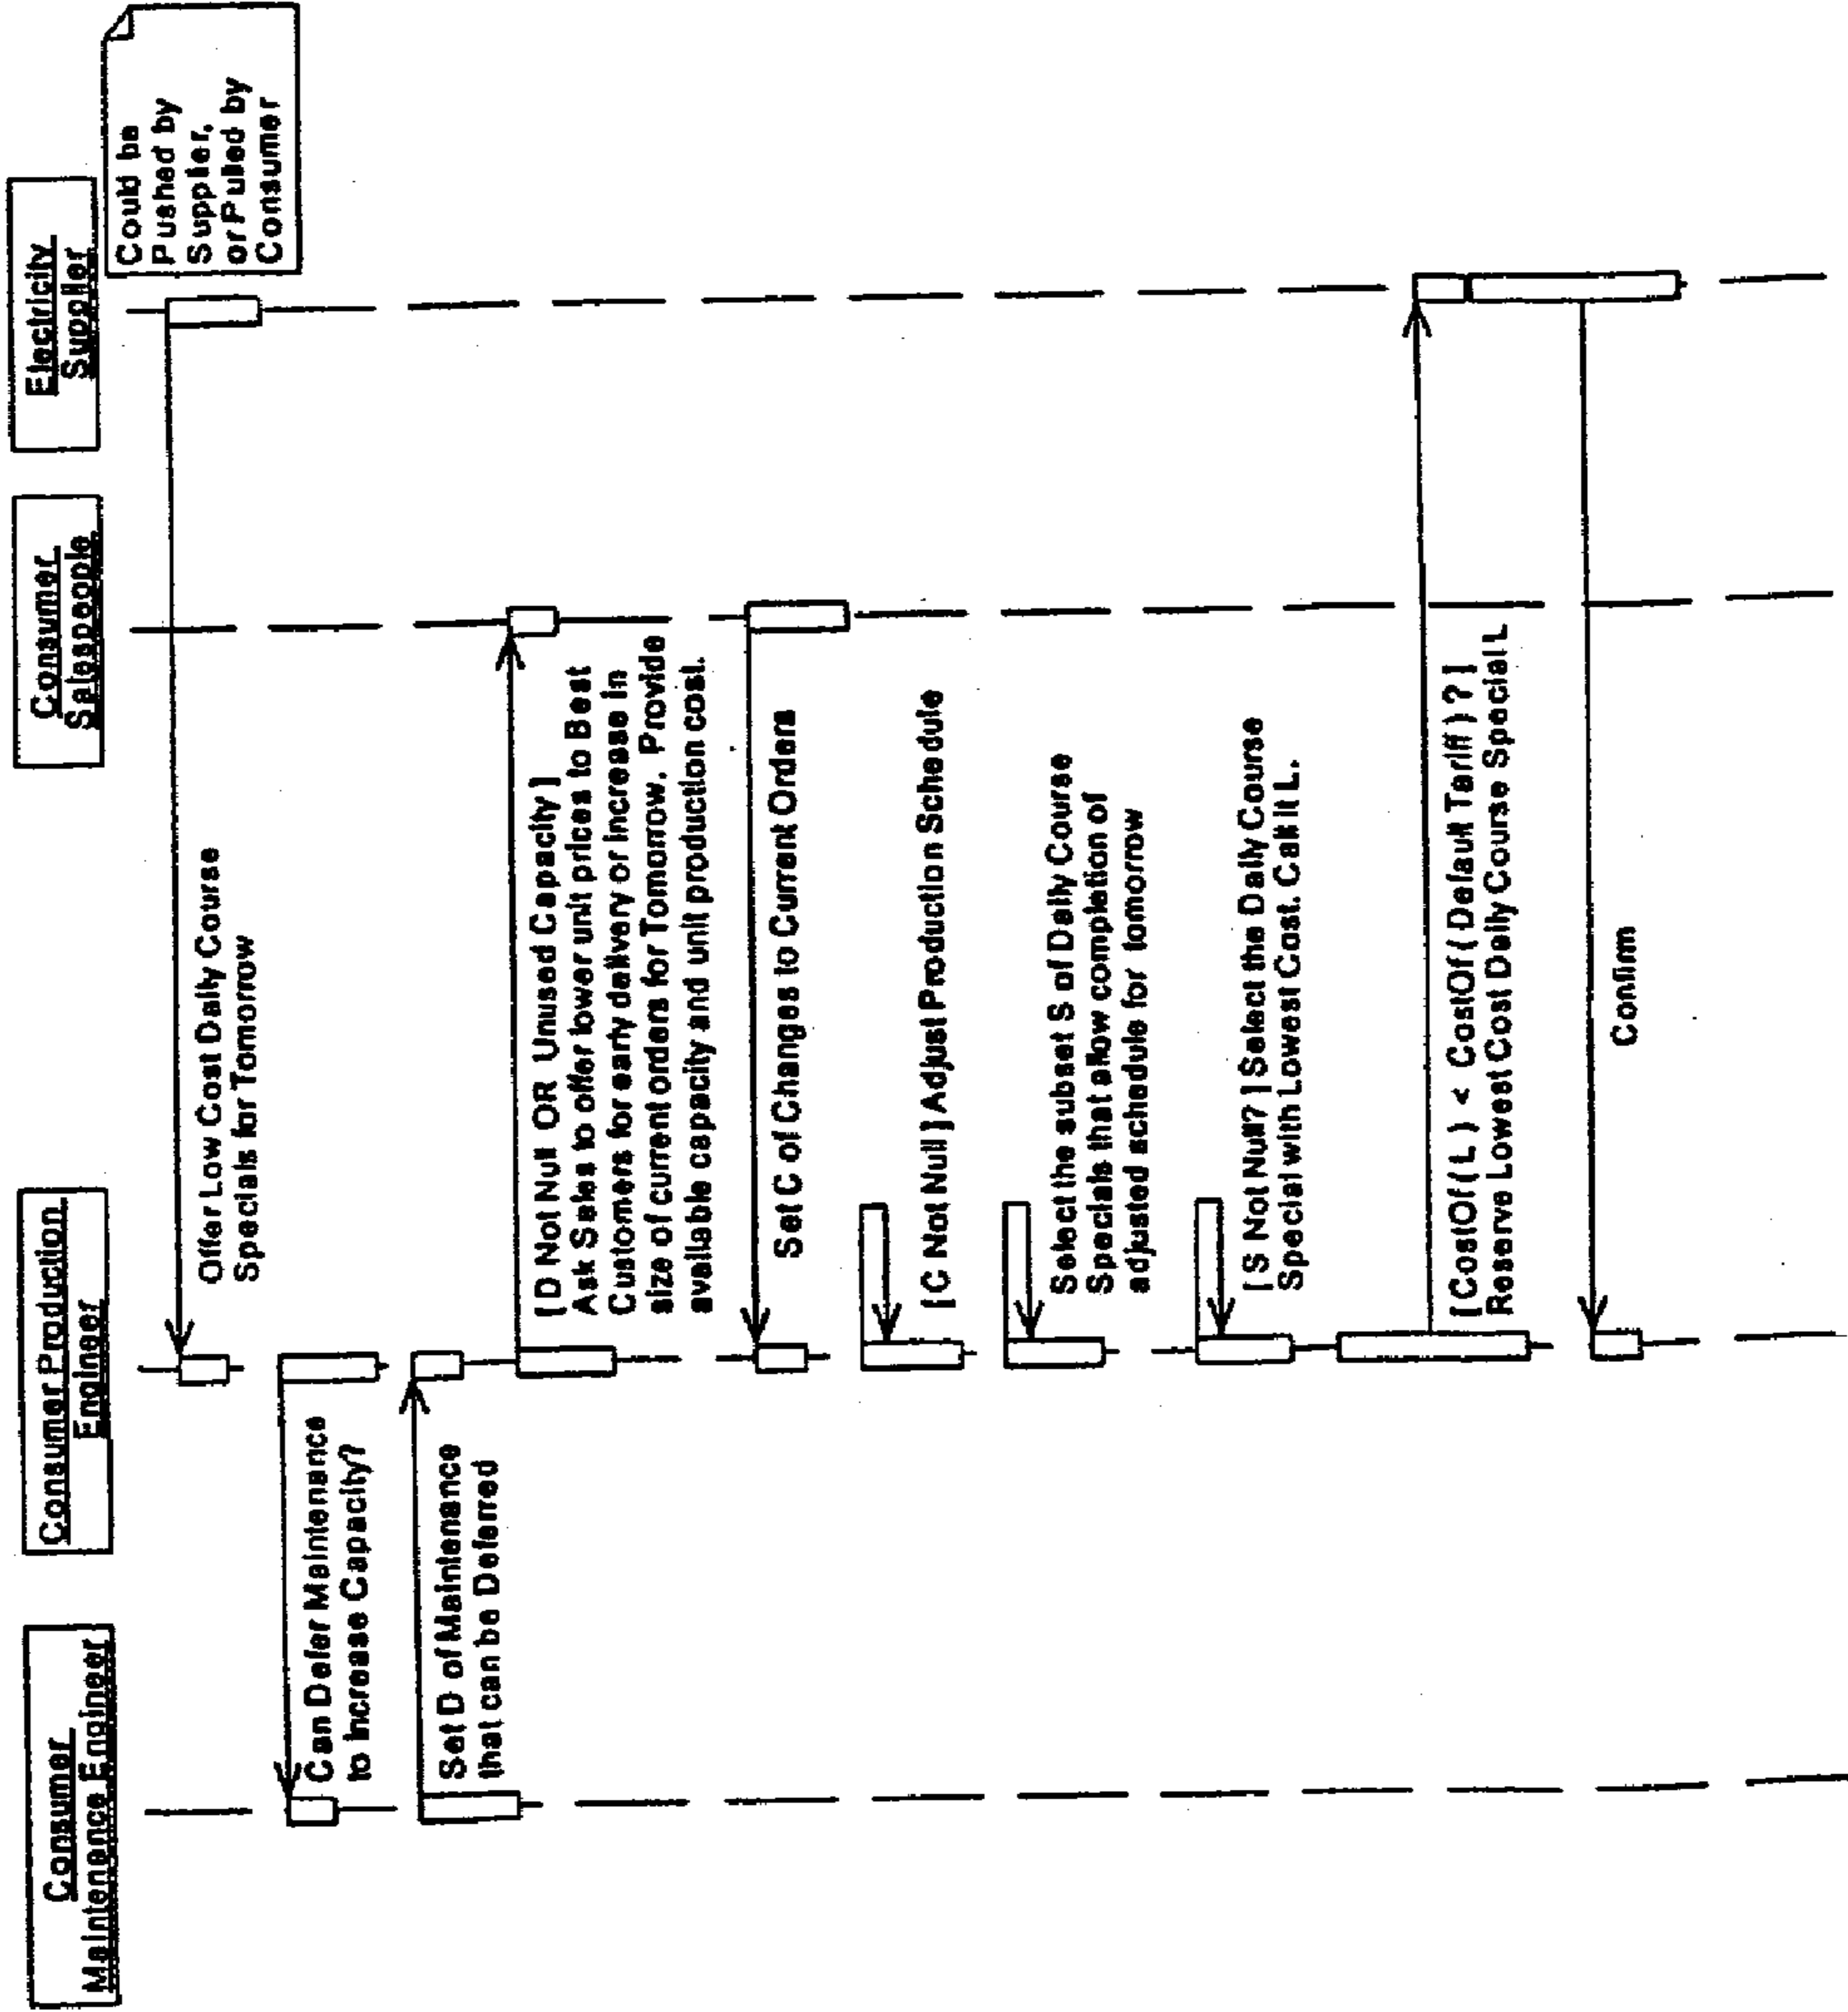 Consumer
Maintenence Engineer
Consumer Production
Engineer
Consumer
Salespeople
Electricity
Supplier
Could be
Pushed by
Supplier,
or Pulled by
Consumer
Offer Low Cost Daily Course
Specials for Tomorrow
Can Defer Maintenance
to Increase Capacity?
Set D of Maintenance
that can be Deferred
[D Not Null OR Unused Capacity]
Ask Sales to offer lower unit prices to Best
Customers for early delivery or increase in
size of current orders for Tomorrow. Provide
available capacity and unit production cost.
Set C of Changes to Current Orders
[C Not Null] Adjust Production Schedule
Select the subset S of Daily Course
Specials that allow completion of
adjusted schedule for tomorrow
[S Not Null?] Select the Daily Course
Special with Lowest Cost. Call it L.
[CostOf( L ) < CostOf( Default Tariff ) ? ]
Reserve Lowest Cost Daily Course Special L
Confirm